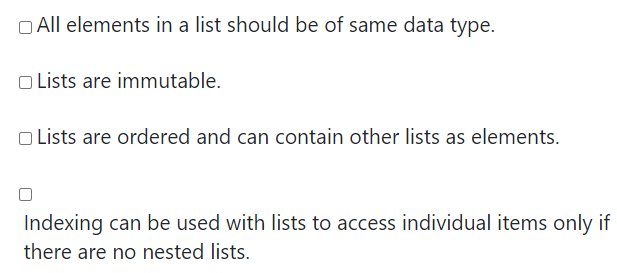 All elements in a list should be of same data type.
Lists are immutable.
Lists are ordered and can contain other lists as elements.
Indexing can be used with lists to access individual items only if
there are no nested lists.